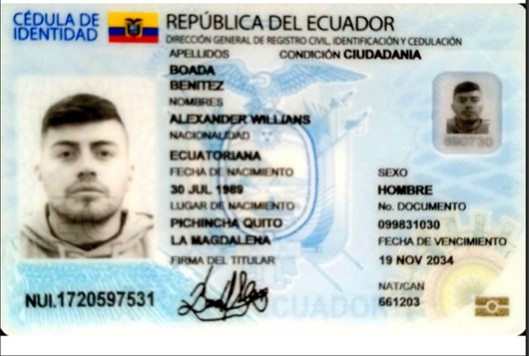 CÉDULA DE
IDENTIDAD
REPÚBLICA DEL ECUADOR
DIRECCIÓN GENERAL DE REGISTRO CIVIL, IDENTIFICACIÓN Y CEDULACIÓN
APELLIDOS CONDICIÓN CIUDADANIA
BOADA
BENITEZ
NOMBRES
ALEXANDER WILLIANS
NACIONALIDAD
ECUATORIANA
FECHA DE NACIMIENTO
30 JUL 1989
LUGAR DE NACIMIENTO
PICHINCHA QUITO
LA MAGDALENA
FIRMA DEL TITULAR
SEXO
HOMBRE
No. DOCUMENTO
099831030
FECHA DE VENCIMIENTO
19 NOV 2034
NAT/CAN
661203
NUI.1720597531
ECUADOR